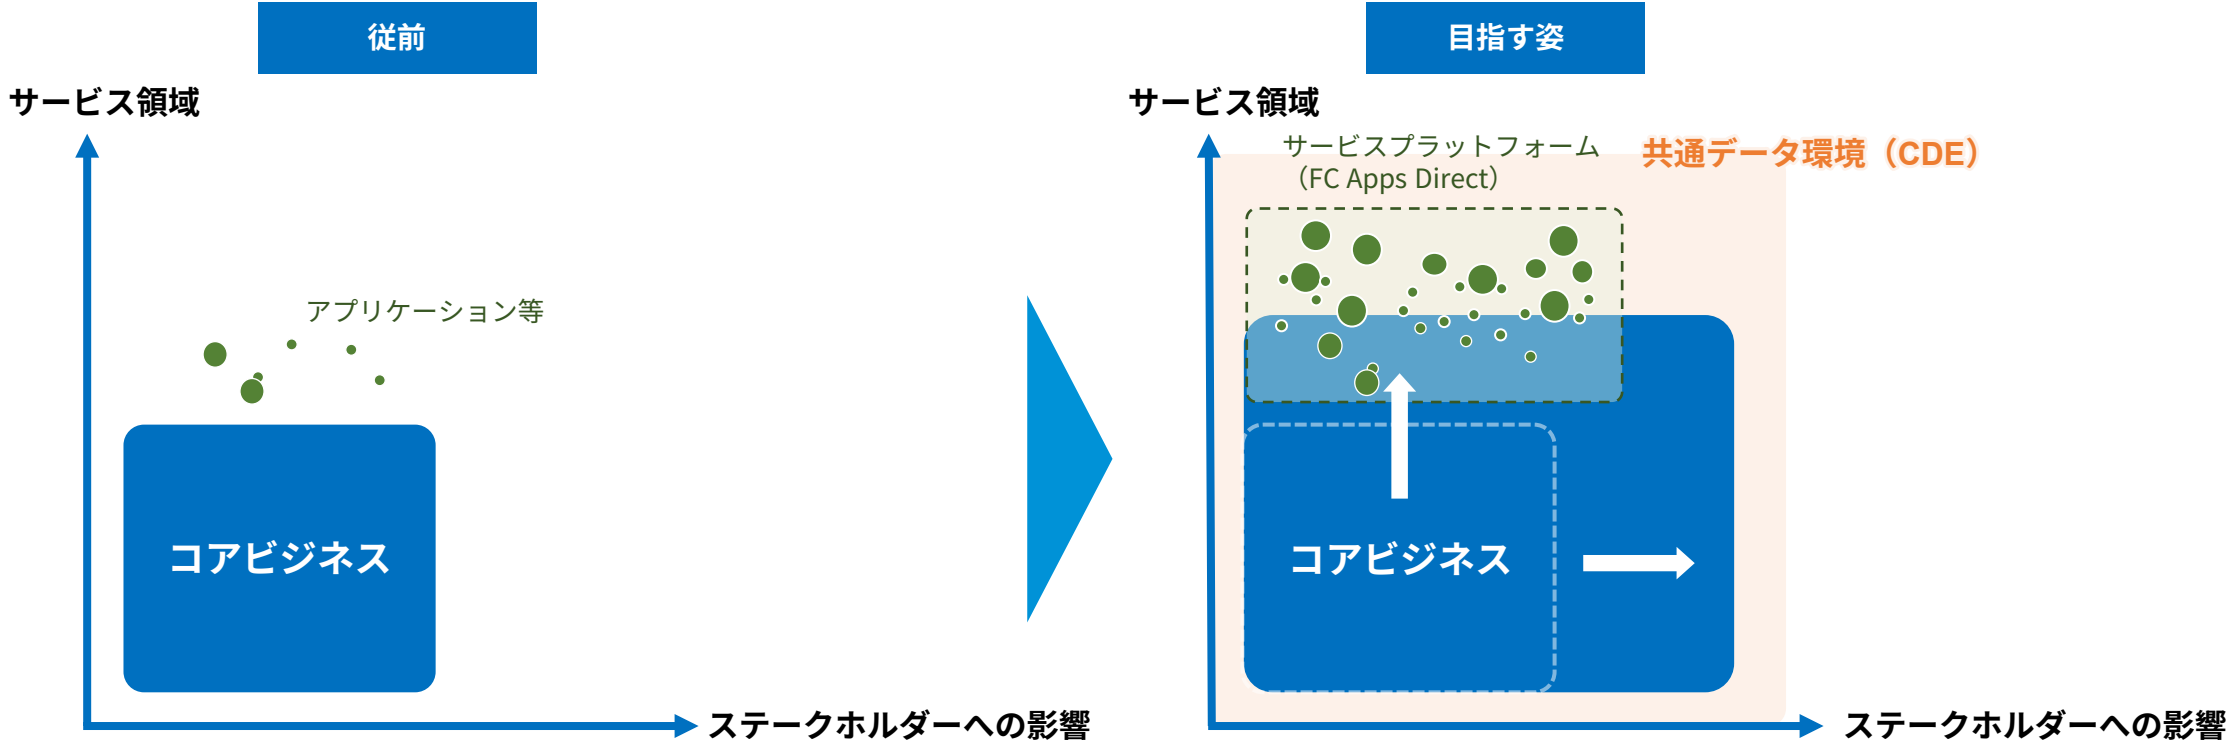 従前
サービス領域
アプリケーション等
コアビジネス
ステークホルダーへの影響
目指す姿
サービス領域
サービスプラットフォーム
（FC Apps Direct）
共通データ環境（CDE）
コアビジネス
ステークホルダーへの影響